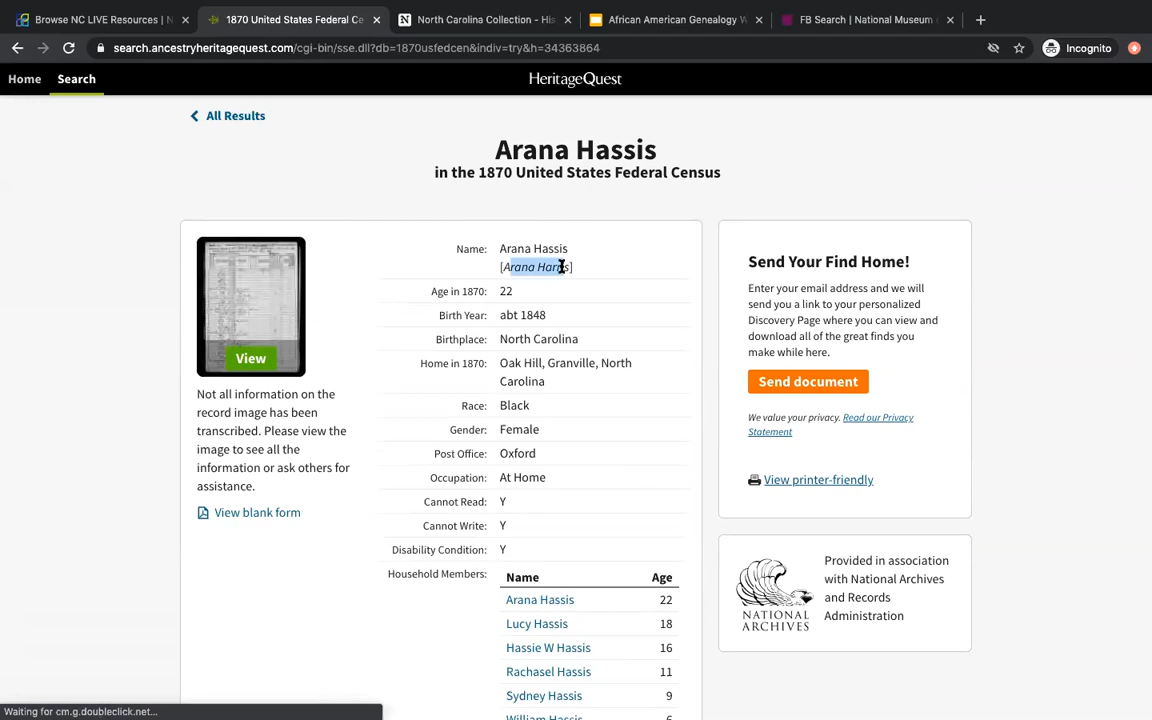 Browse NC LIVE Resources | N
1870 United States Federal Ce
North Carolina Collection - His
African American Genealogy W
FB Search | National Museum
search.ancestryheritagequest.com/cgi-bin/sse.dll?db=1870usfedcen&indiv=try&h=34363864
Incognito
Home
Search
HeritageQuest
All Results
Arana Hassis
in the 1870 United States Federal Census
View
Not all information on the
record image has been
transcribed. Please view the
image to see all the
information or ask others for
assistance.
View blank form
Name: Arana Hassis
[Arana Harris]
Age in 1870: 22
Birth Year: abt 1848
Birthplace: North Carolina
Home in 1870: Oak Hill, Granville, North
Carolina
Race: Black
Gender: Female
Post Office: Oxford
Occupation: At Home
Cannot Read: Y
Cannot Write: Y
Disability Condition: Y
Household Members: Name Age
Arana Hassis 22
Lucy Hassis 18
Hassie W Hassis 16
Rachasel Hassis 11
Sydney Hassis 9
William Hassis 6
Send Your Find Home!
Enter your email address and we will
send you a link to your personalized
Discovery Page where you can view and
download all of the great finds you
make while here.
Send document
We value your privacy. Read our Privacy
Statement
View printer-friendly
NATIONAL
ARCHIVES
Provided in association
with National Archives
and Records
Administration
Waiting for cm.g.doubleclick.net...